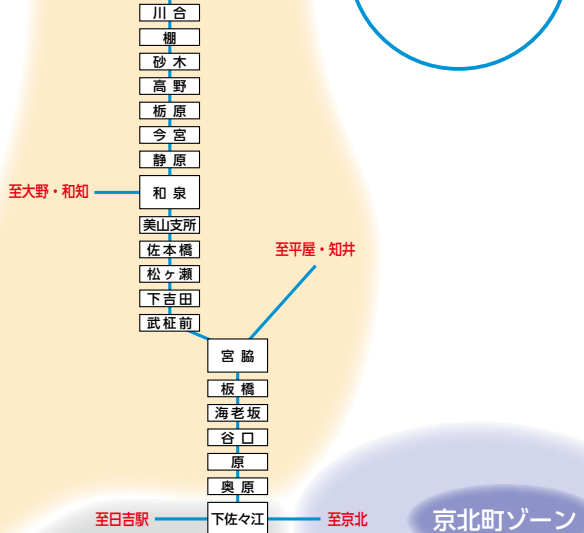 川合
棚
砂木
高野
栃原
今宮
静原
至大野・和知
和泉
美山支所
佐本橋
至平屋・知井
松ヶ瀬
下吉田
武柾前
宮脇
板橋
海老坂
谷口
原
奥原
至日吉駅
下佐々江
至京北
京北町ゾーン